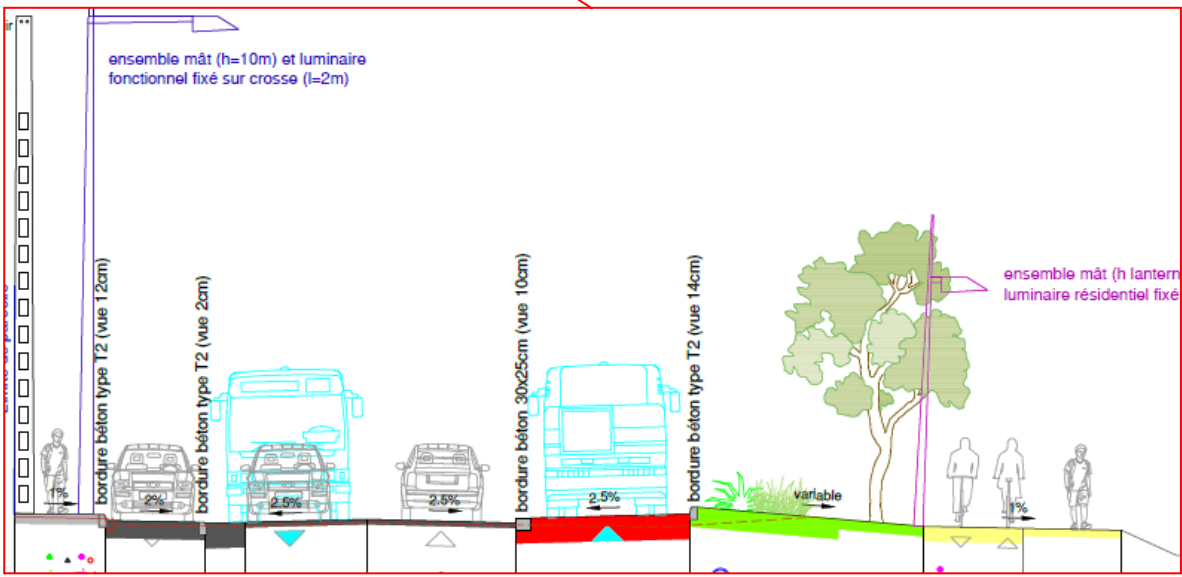 ir
ensemble mât (h=10m) et luminaire
fonctionnel fixé sur crosse (l=2m)
bordure béton type T2 (vue 12cm)
bordure béton type T2 (vue 2cm)
bordure béton 30x25cm (vue 10cm)
bordure béton type T2 (vue 14cm)
ensemble mât (h lantern
luminaire résidentiel fixé
1%
2%
2.5%
2.5%
2.5%
variable
1%